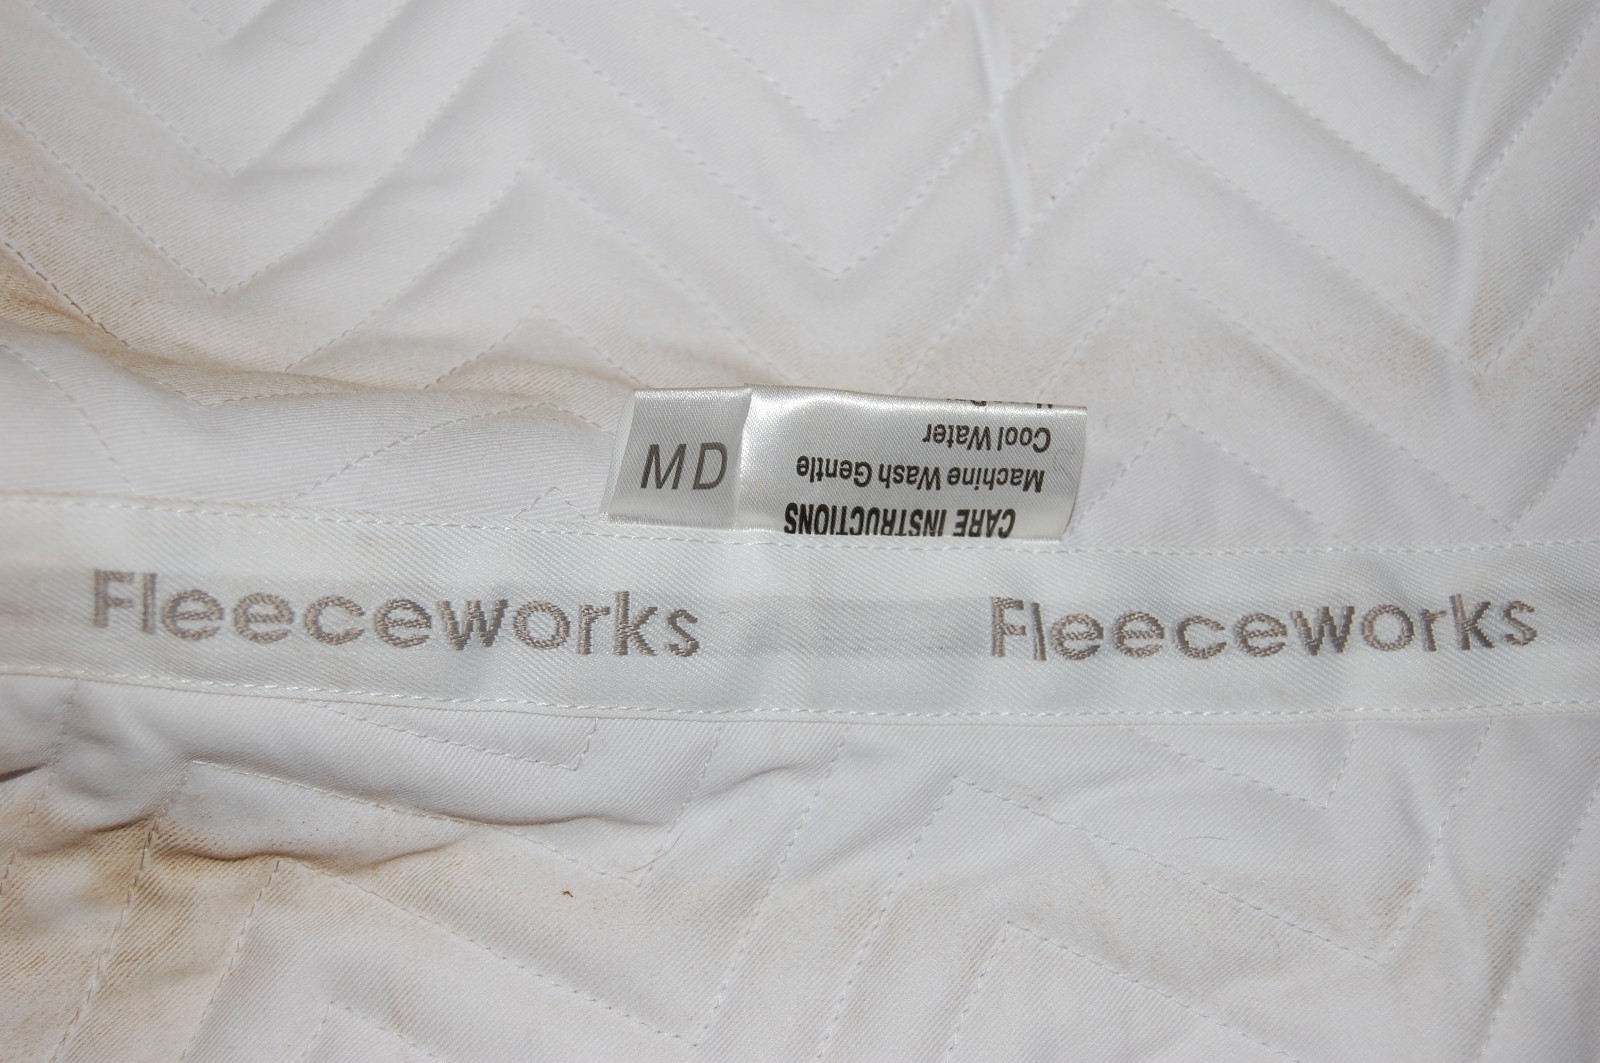 MD
CARE INSTRUCTIONS
Machine Wash Gentle
Cool Water
Fleeceworks Fleeceworks